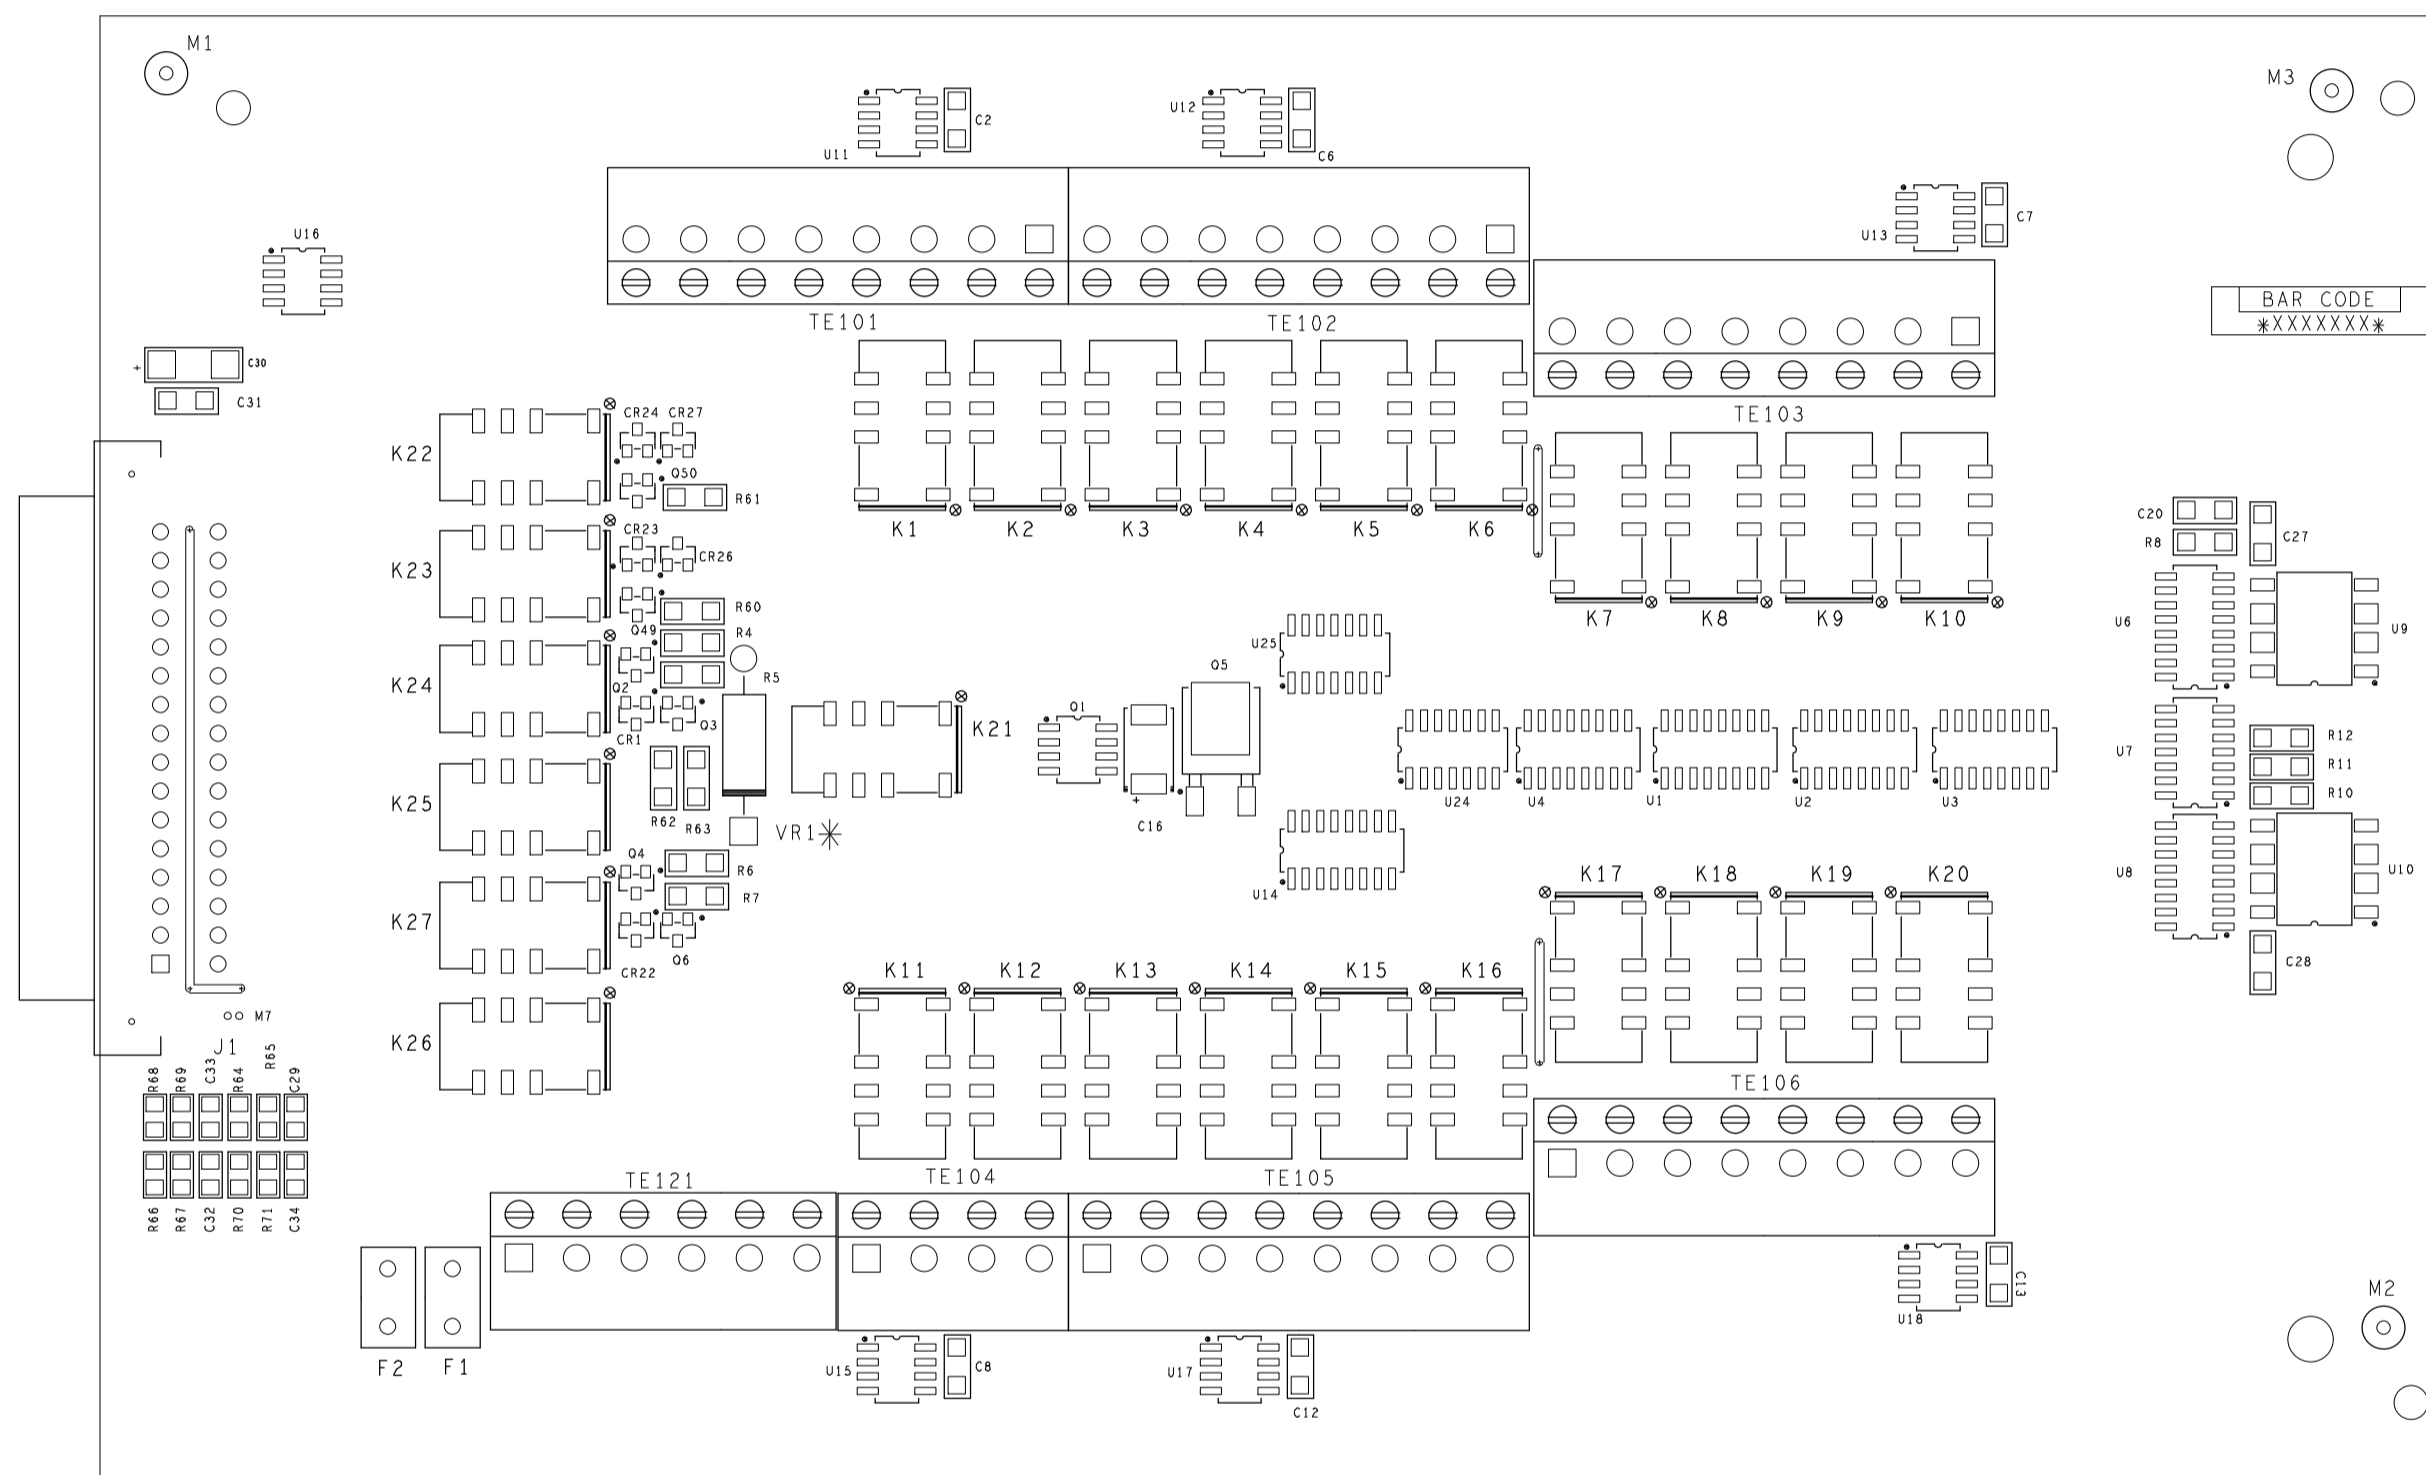 M1
M3
U11
C2
U12
C6
U13
C7
U16
TE101
TE102
BAR CODE
*XXXXXXX*
+
C30
C31
TE103
K22
CR24
CR27
Q50
R61
K1
K2
K3
K4
K5
K6
K23
CR23
CR26
R60
C20
R8
C27
K7
K8
K9
K10
U6
U9
Q49
R4
U25
Q5
K24
Q2
R5
Q1
K21
CR1
Q3
R12
U7
R11
R10
K25
R62
R63
VR1*
+
C16
U24
U4
U1
U2
U3
Q4
R6
R7
U14
K17
K18
K19
K20
U8
U10
K27
CR22
Q6
K11
K12
K13
K14
K15
K16
C28
M7
J1
K26
R68
R69
C33
R64
R65
C29
TE106
TE121
TE104
TE105
R66
R67
C32
R70
R71
C34
F2
F1
U15
C8
U17
C12
U18
C13
M2